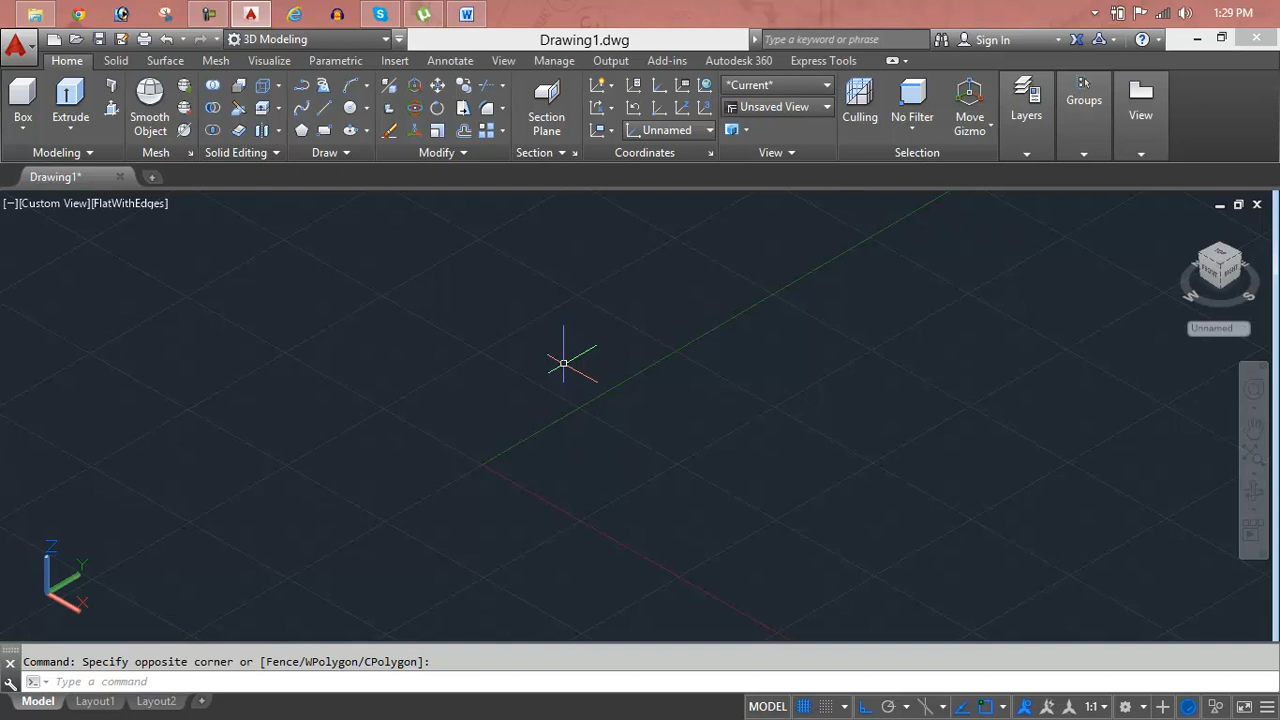 1:29 PM
3D Modeling
Drawing1.dwg
Type a keyword or phrase
Sign In
Home Solid Surface Mesh Visualize Parametric Insert Annotate View Manage Output Add-ins Autodesk 360 Express Tools
Box
Extrude
Smooth
Object
Section
Plane
*Current*
Unsaved View
Unnamed
Culling
No Filter
Move
Gizmo
Layers
Groups
View
Modeling Mesh Solid Editing Draw Modify Section Coordinates View Selection
Drawing1*
[−][Custom View][FlatWithEdges]
TOP
FRONT RIGHT
W S
Unnamed
Z
Y
X
Command: Specify opposite corner or [Fence/WPolygon/CPolygon]:
Type a command
Model Layout1 Layout2
MODEL 1:1